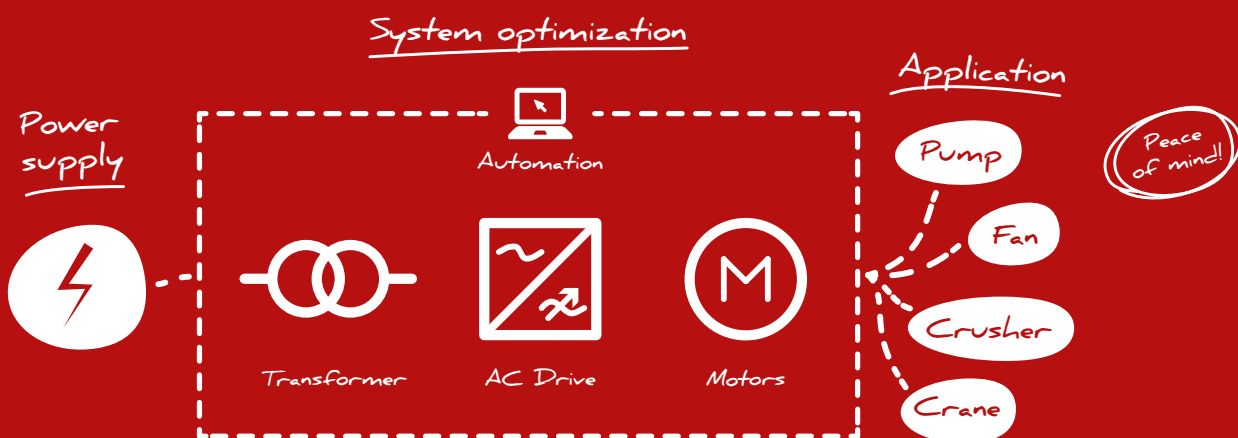 System optimization
Application
Power
supply
Automation
Pump
Peace
of mind!
Fan
M
Crusher
Transformer
AC Drive
Motors
Crane